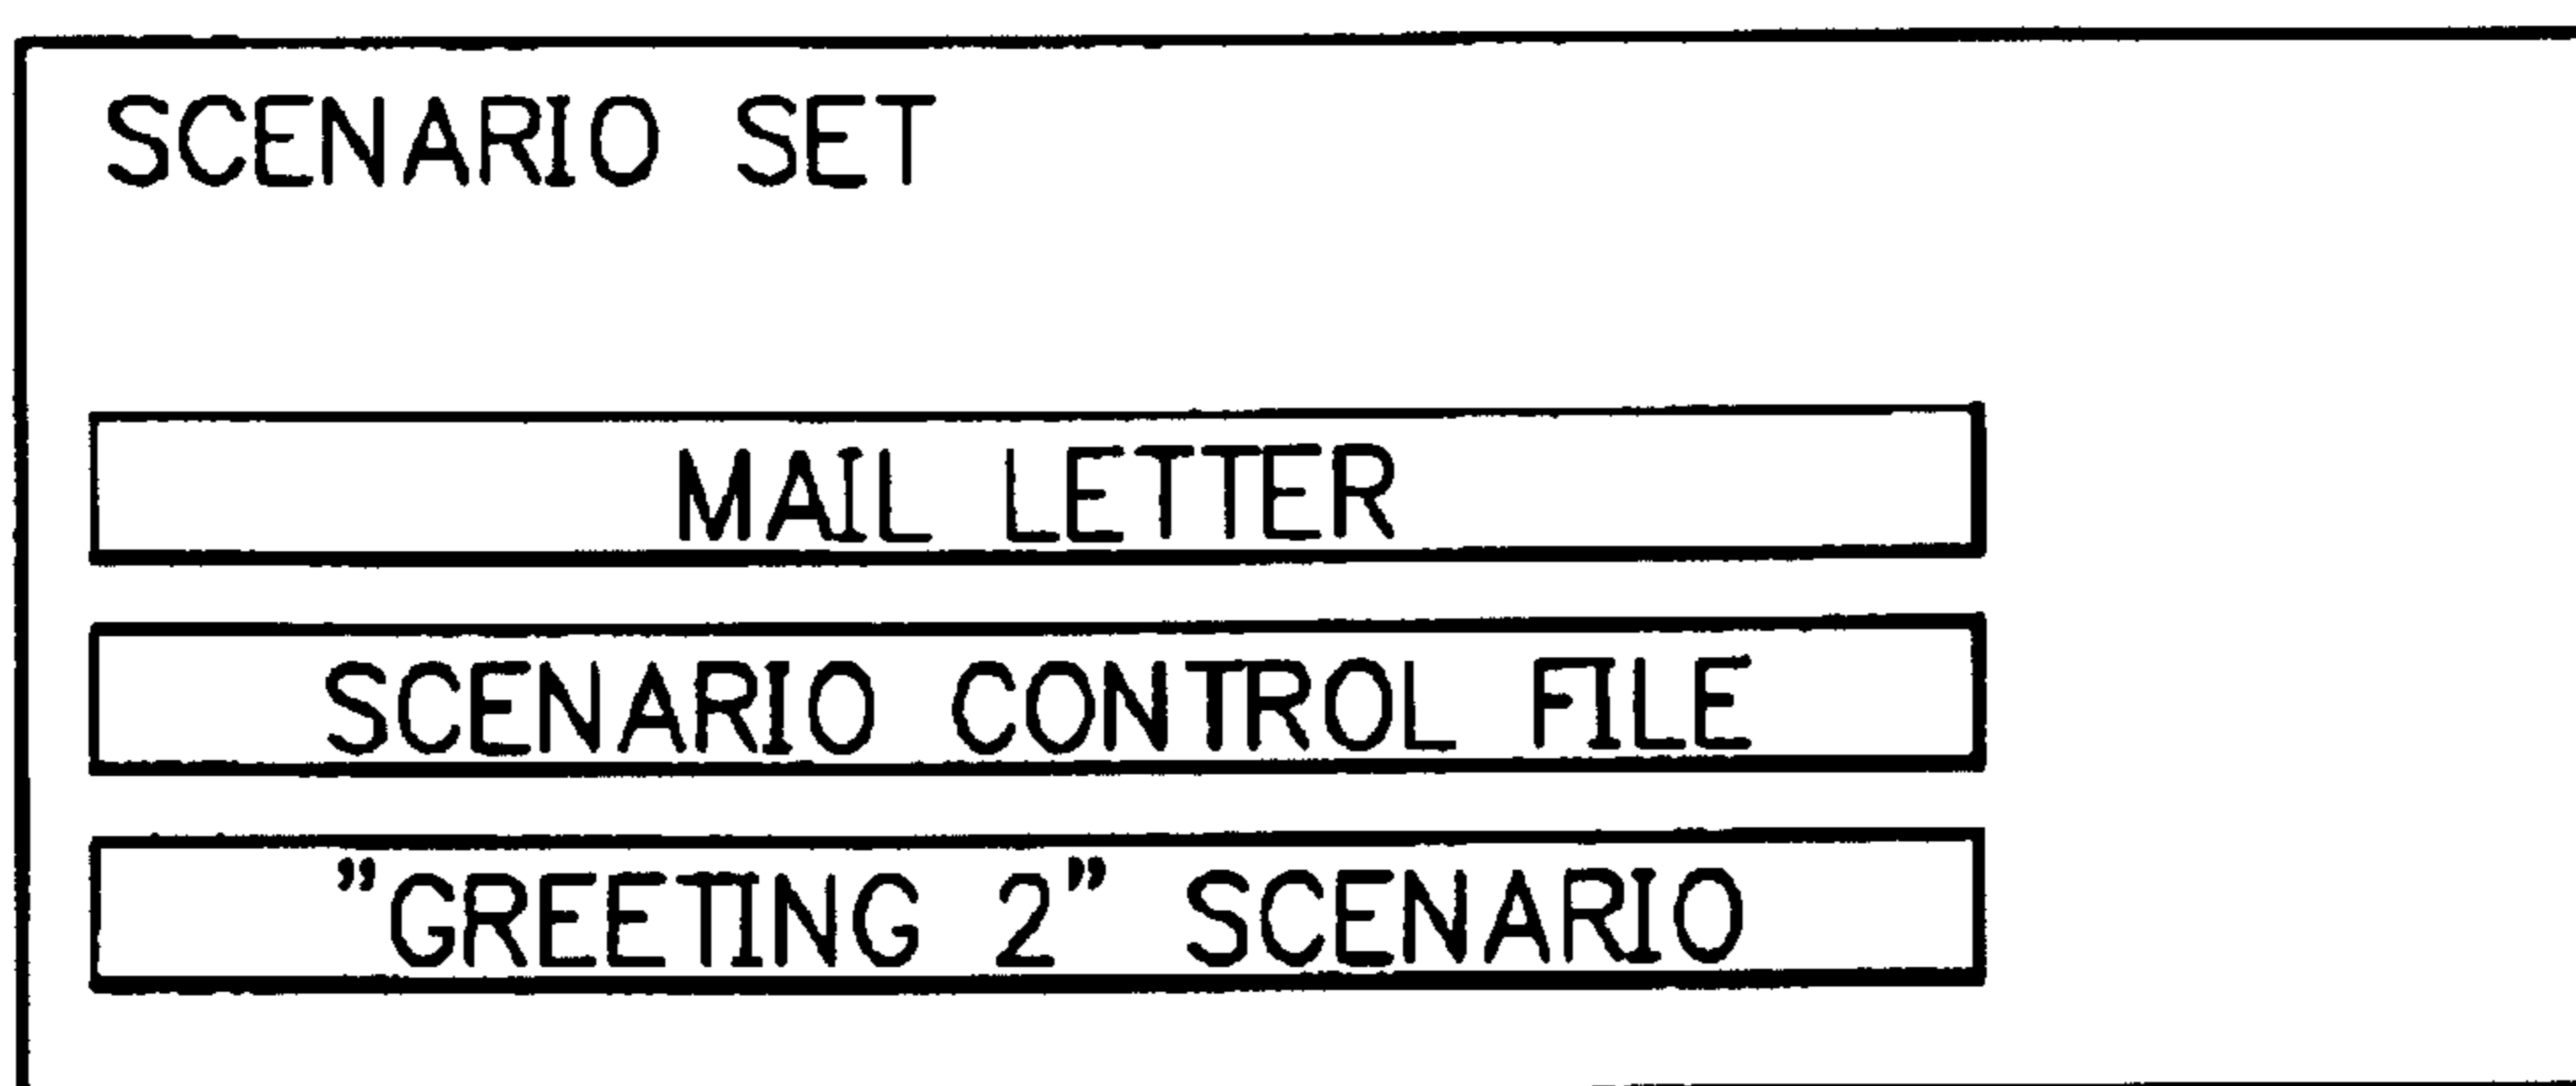 SCENARIO SET
MAIL LETTER
SCENARIO CONTROL FILE
"GREETING 2" SCENARIO